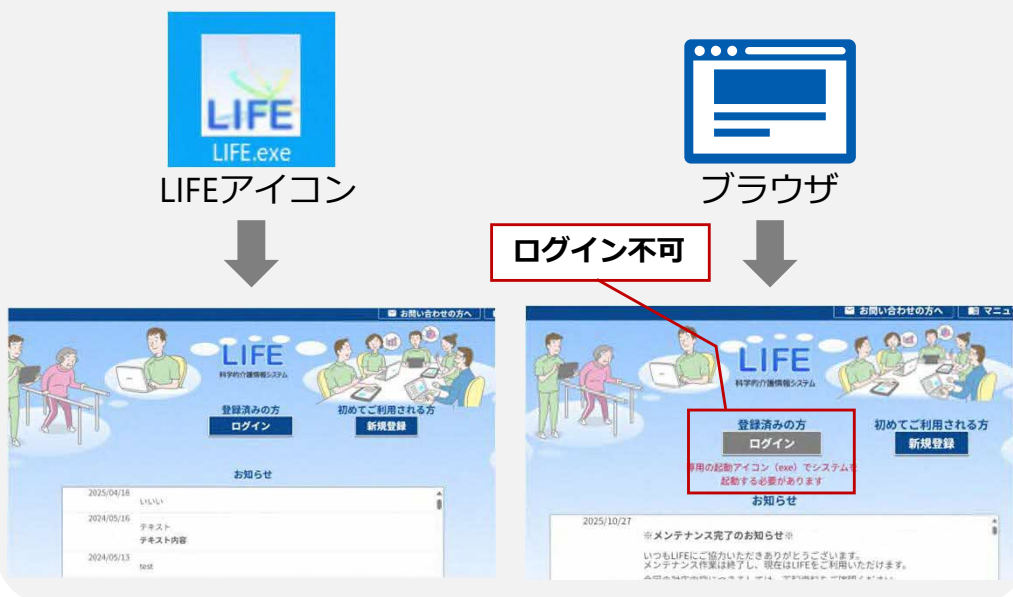 LIFE
LIFE.exe
LIFEアイコン
ブラウザ
ログイン不可
お問い合わせの方へ
LIFE
科学的介護情報システム
登録済みの方
ログイン
初めてご利用される方
新規登録
お知らせ
2025/04/18
いいい
2024/05/16
テキスト
テキスト内容
2024/05/13
test
お問い合わせの方へ
マニュ
LIFE
科学的介護情報システム
登録済みの方
ログイン
専用の起動アイコン（exe）でシステムを
起動する必要があります
初めてご利用される方
新規登録
お知らせ
2025/10/27
※メンテナンス完了のお知らせ※
いつもLIFEにご協力いただきありがとうございます。
メンテナンス作業は終了し、現在はLIFEをご利用いただけます。